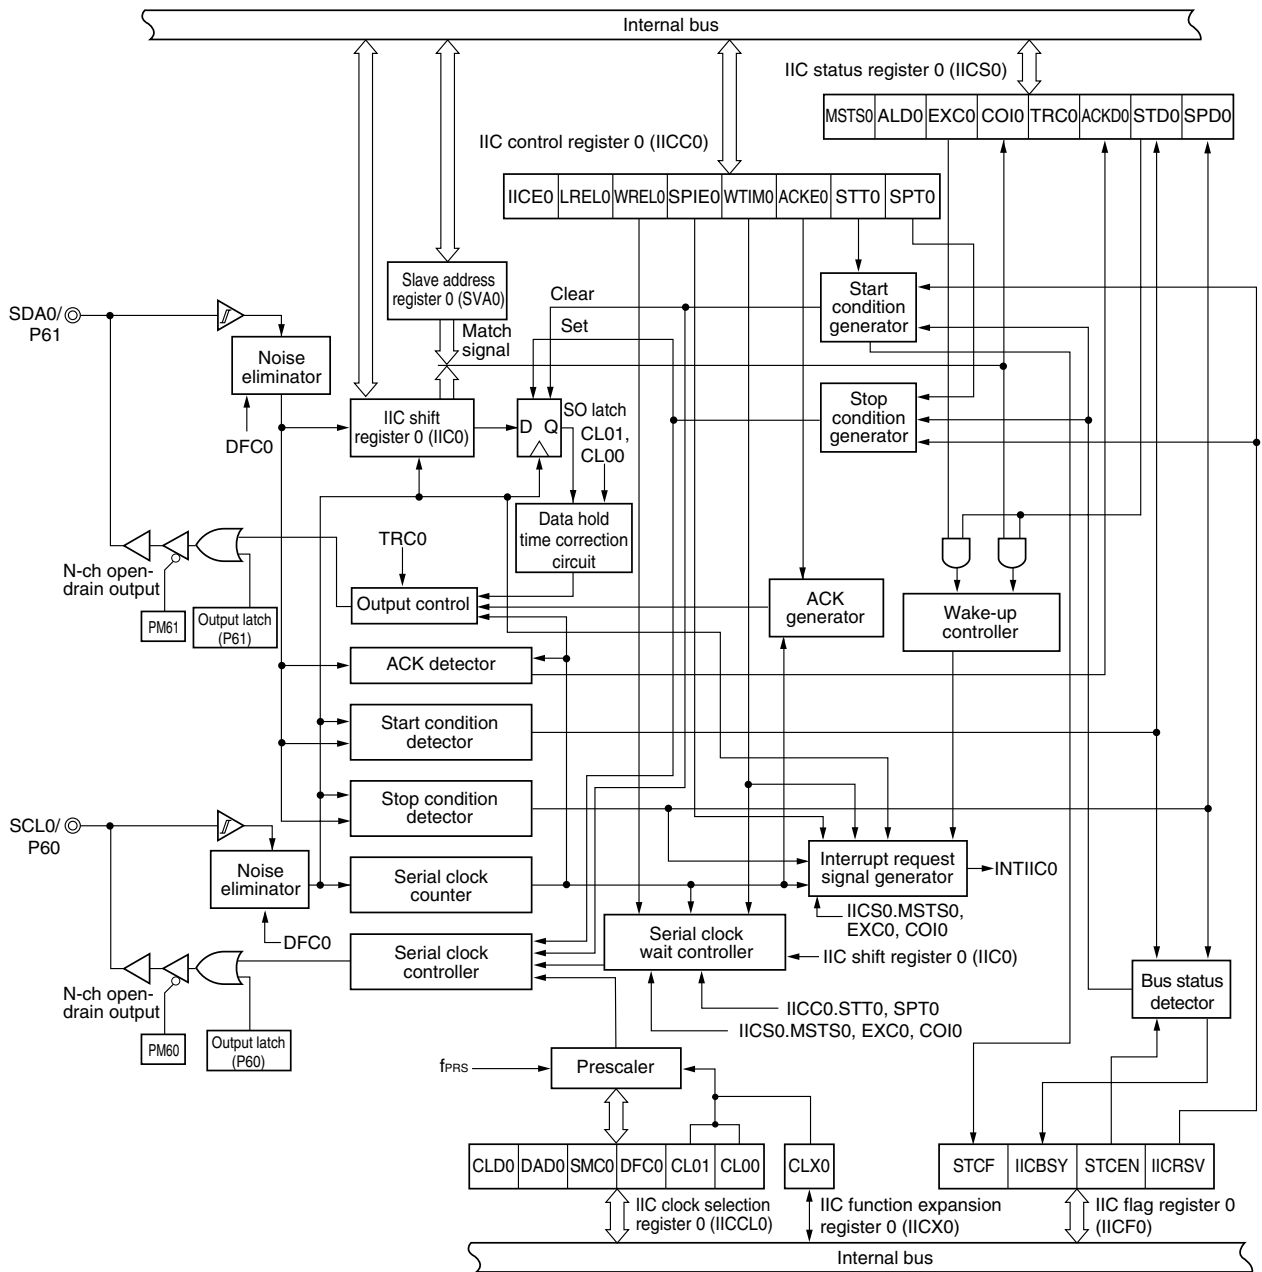 Internal bus
IIC status register 0 (IICS0)
MSTS0 ALD0 EXC0 COI0 TRC0 ACKD0 STD0 SPD0
IIC control register 0 (IICC0)
IICE0 LREL0 WREL0 SPIE0 WTIM0 ACKE0 STT0 SPT0
Slave address
register 0 (SVA0)
Clear
Set
Match
signal
Start
condition
generator
SDA0/
P61
Noise
eliminator
DFC0
IIC shift
register 0 (IIC0)
D Q
SO latch
CL01,
CL00
Stop
condition
generator
Data hold
time correction
circuit
TRC0
N-ch open-
drain output
PM61
Output latch
(P61)
Output control
ACK
generator
Wake-up
controller
ACK detector
Start condition
detector
Stop condition
detector
SCL0/
P60
Noise
eliminator
DFC0
Serial clock
counter
Interrupt request
signal generator
INTIIC0
IICS0.MSTS0,
EXC0, COI0
Serial clock
controller
Serial clock
wait controller
IIC shift register 0 (IIC0)
Bus status
detector
N-ch open-
drain output
PM60
Output latch
(P60)
IICC0.STT0, SPT0
IICS0.MSTS0, EXC0, COI0
fPRS
Prescaler
CLD0 DAD0 SMC0 DFC0 CL01 CL00
CLX0
STCF IICBSY STCEN IICRSV
IIC clock selection
register 0 (IICCL0)
IIC function expansion
register 0 (IICX0)
IIC flag register 0
(IICF0)
Internal bus